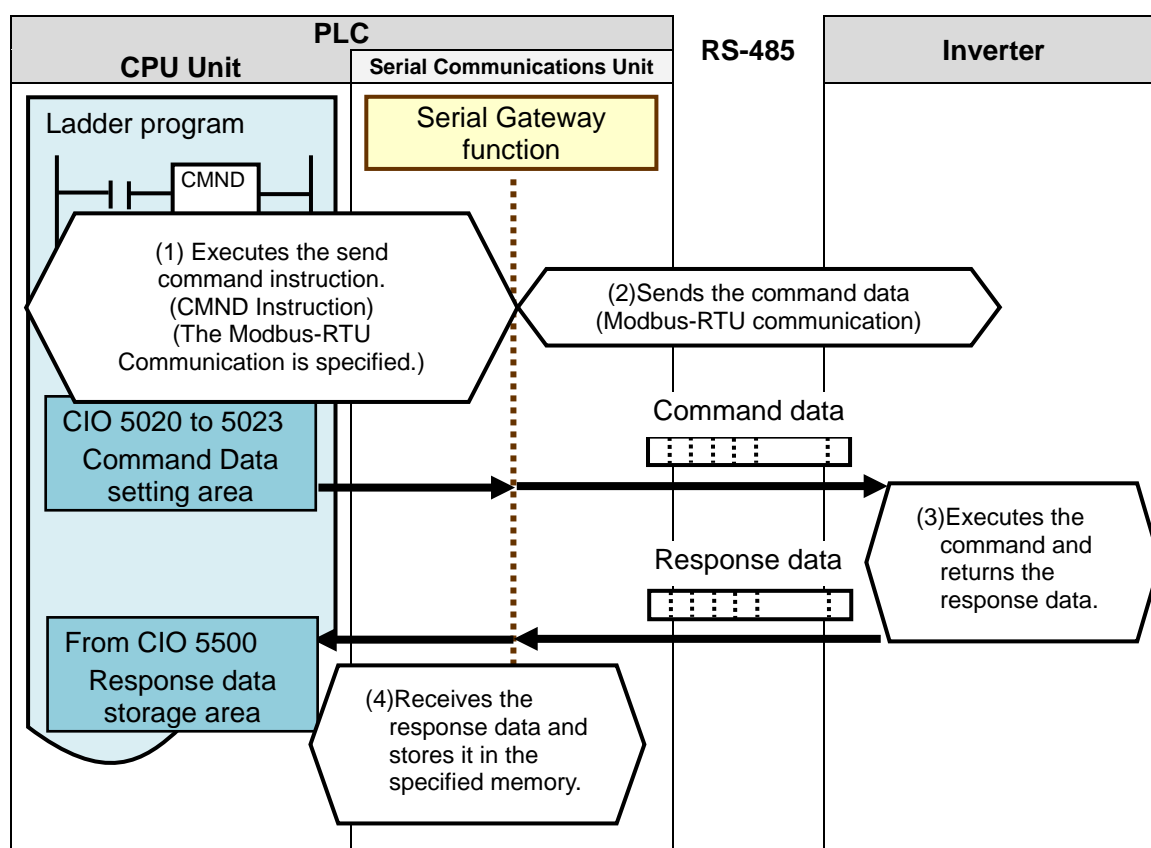 PLC
RS-485
Inverter
CPU Unit
Serial Communications Unit
Ladder program
CMND
Serial Gateway
function
(1) Executes the send
command instruction.
(CMND Instruction)
(The Modbus-RTU
Communication is specified.)
(2)Sends the command data
(Modbus-RTU communication)
CIO 5020 to 5023
Command Data
setting area
Command data
(3)Executes the
command and
returns the
response data.
Response data
From CIO 5500
Response data
storage area
(4)Receives the
response data and
stores it in the
specified memory.